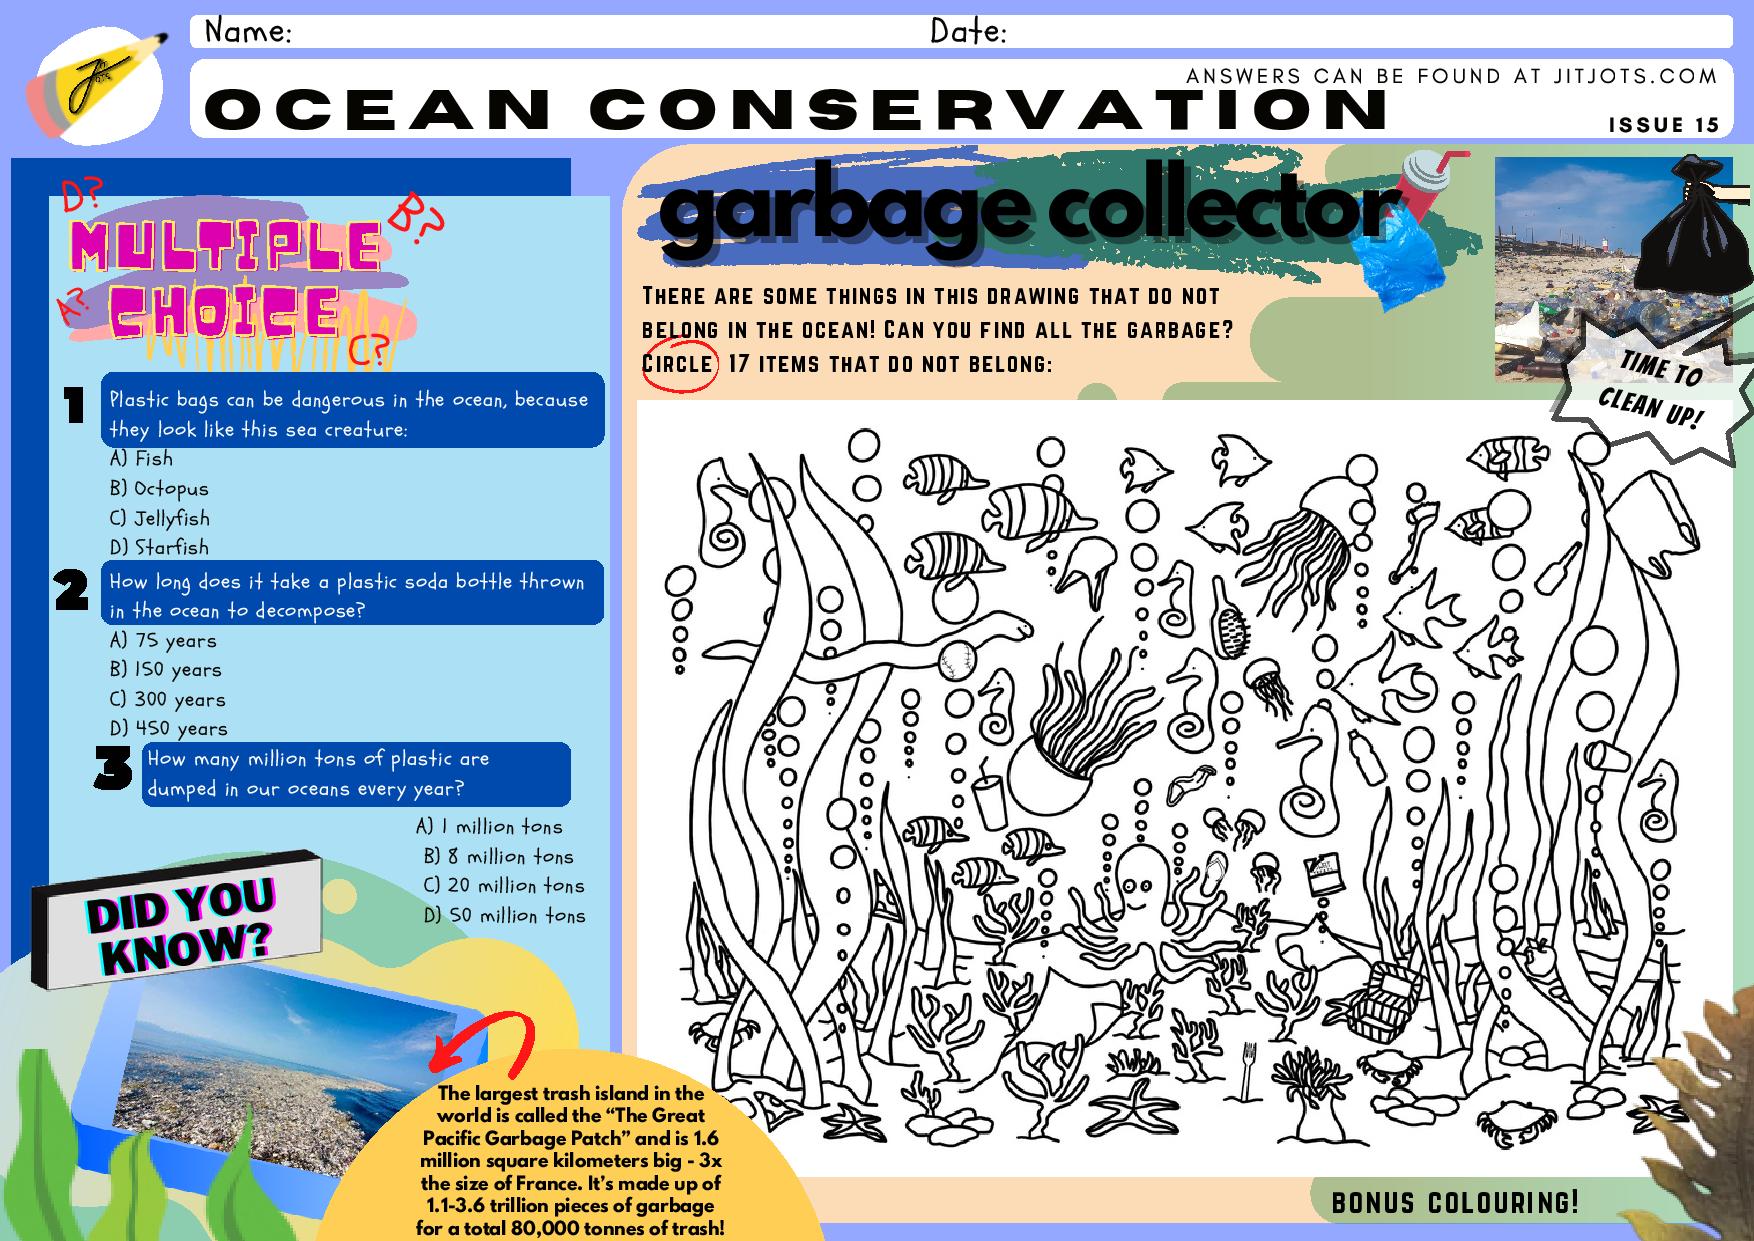 Name:
Date:
ANSWERS CAN BE FOUND AT JITJOTS.COM
OCEAN CONSERVATION
ISSUE 15
D?
B?
MULTIPLE
A?
CHOICE
C?
1
Plastic bags can be dangerous in the ocean, because
they look like this sea creature:
A) Fish
B) Octopus
C) Jellyfish
D) Starfish
2
How long does it take a plastic soda bottle thrown
in the ocean to decompose?
A) 75 years
B) 150 years
C) 300 years
D) 450 years
3
How many million tons of plastic are
dumped in our oceans every year?
A) 1 million tons
B) 8 million tons
C) 20 million tons
D) 50 million tons
DID YOU
KNOW?
The largest trash island in the
world is called the “The Great
Pacific Garbage Patch” and is 1.6
million square kilometers big - 3x
the size of France. It’s made up of
1.1-3.6 trillion pieces of garbage
for a total 80,000 tonnes of trash!
garbage collector
THERE ARE SOME THINGS IN THIS DRAWING THAT DO NOT
BELONG IN THE OCEAN! CAN YOU FIND ALL THE GARBAGE?
CIRCLE 17 ITEMS THAT DO NOT BELONG:
TIME TO
CLEAN UP!
BONUS COLOURING!